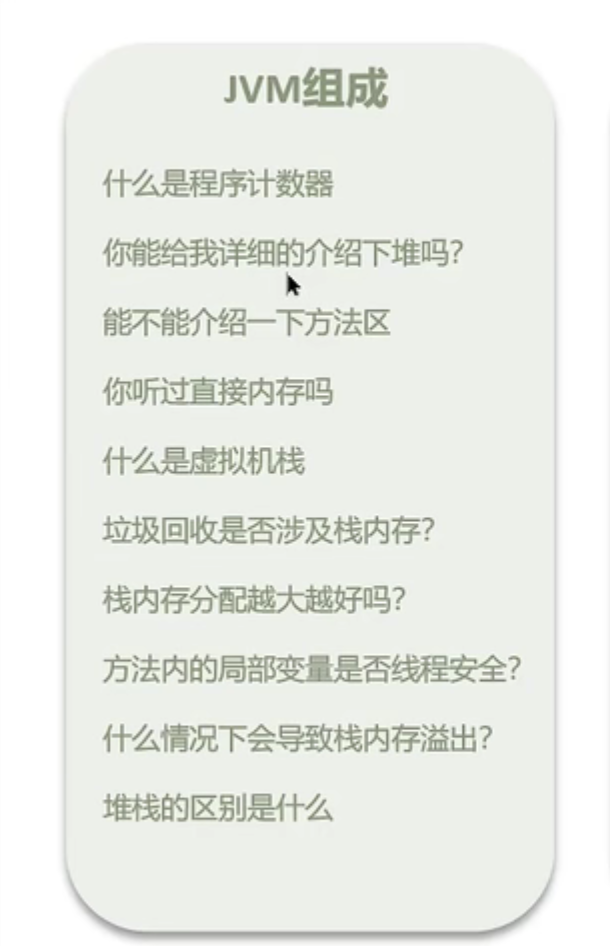 JVM组成
什么是程序计数器
你能给我详细的介绍下堆吗?
能不能介绍一下方法区
你听过直接内存吗
什么是虚拟机栈
垃圾回收是否涉及栈内存?
栈内存分配越大越好吗?
方法内的局部变量是否线程安全?
什么情况下会导致栈内存溢出?
堆栈的区别是什么